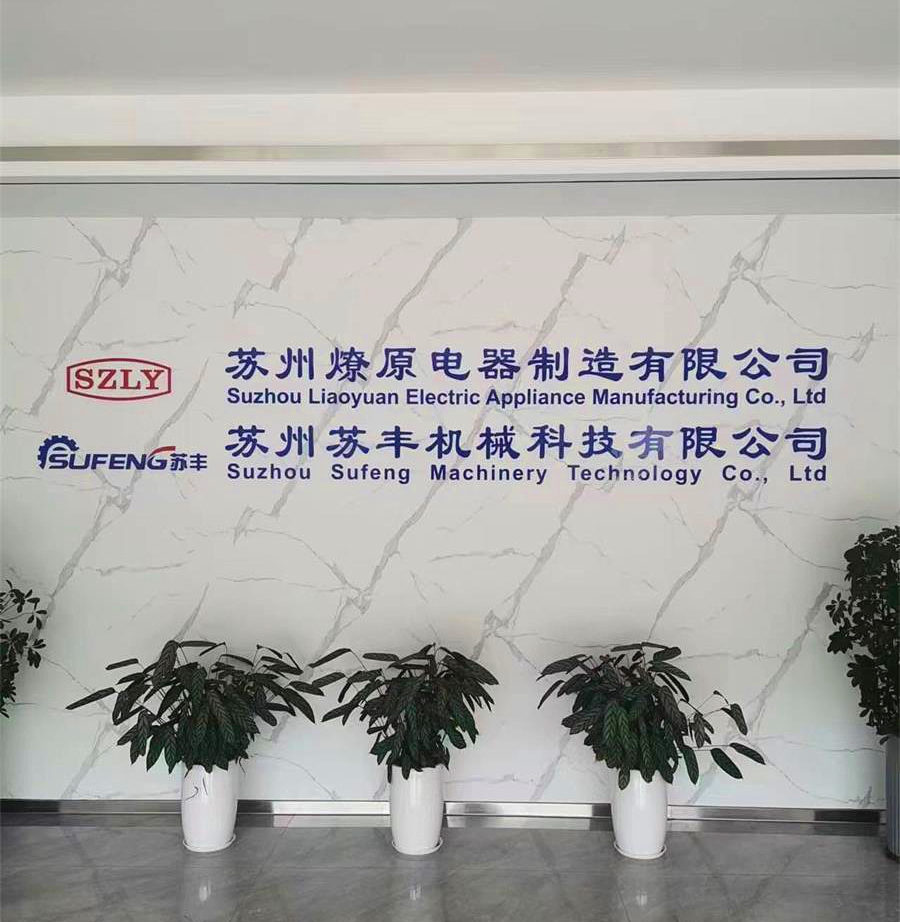 SZLY
苏州燎原电器制造有限公司
Suzhou Liaoyuan Electric Appliance Manufacturing Co., Ltd
SUFENG苏丰
苏州苏丰机械科技有限公司
Suzhou Sufeng Machinery Technology Co., Ltd